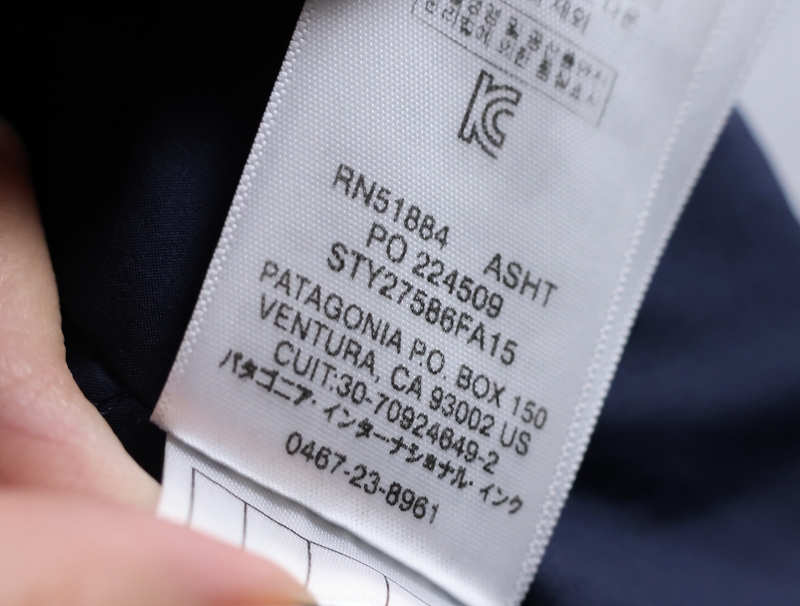 KC
RN51884 ASHT
PO 224509
STY27586FA15
PATAGONIA P.O. BOX 150
VENTURA, CA 93002 US
CUIT:30-70924649-2
パタゴニア・インターナショナル・インク
0467-23-8961